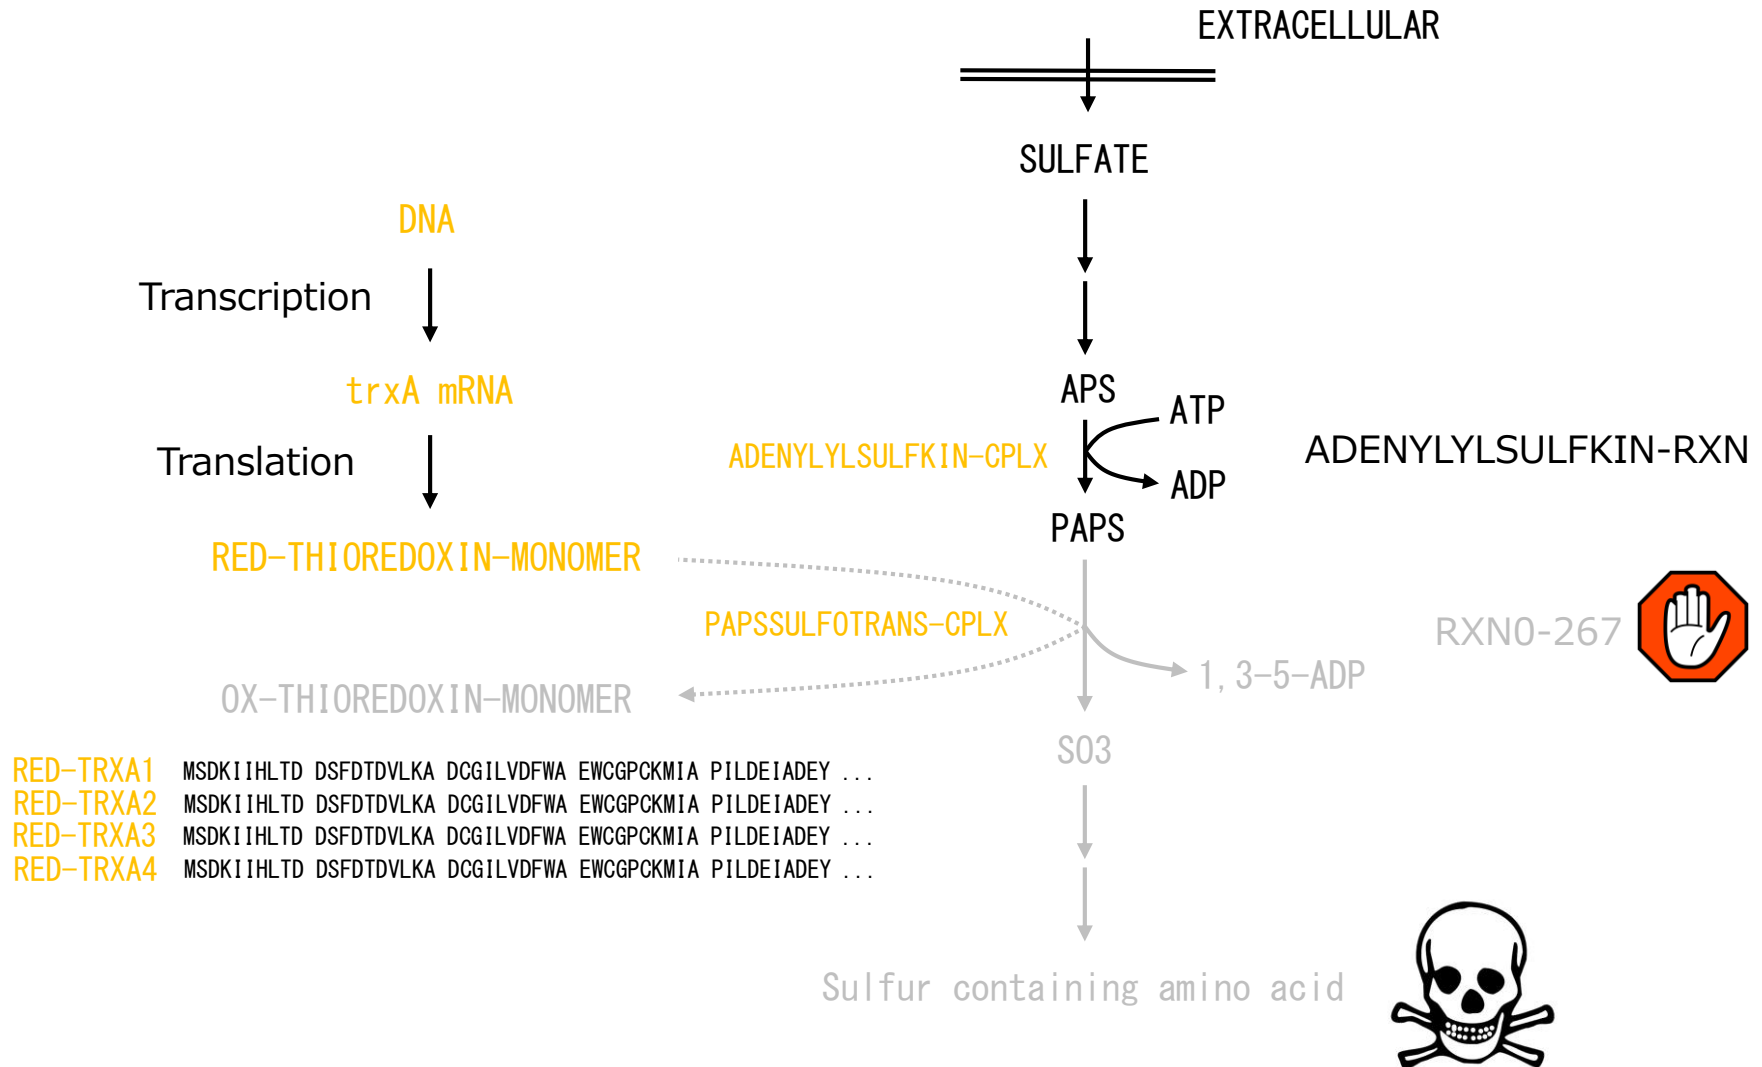 EXTRACELLULAR
SULFATE
DNA
Transcription
trxA mRNA
APS
ATP
Translation
ADENYLYLSULFKIN-CPLX
ADENYLYLSULFKIN-RXN
ADP
PAPS
RED-THIOREDOXIN-MONOMER
PAPSSULFOTRANS-CPLX
RXN0-267
1,3-5-ADP
OX-THIOREDOXIN-MONOMER
SO3
RED-TRXA1 MSDKIIHLTD DSFDTDVLKA DCGILVDFWA EWCGPCKMIA PILDEIADEY ...
RED-TRXA2 MSDKIIHLTD DSFDTDVLKA DCGILVDFWA EWCGPCKMIA PILDEIADEY ...
RED-TRXA3 MSDKIIHLTD DSFDTDVLKA DCGILVDFWA EWCGPCKMIA PILDEIADEY ...
RED-TRXA4 MSDKIIHLTD DSFDTDVLKA DCGILVDFWA EWCGPCKMIA PILDEIADEY ...
Sulfur containing amino acid